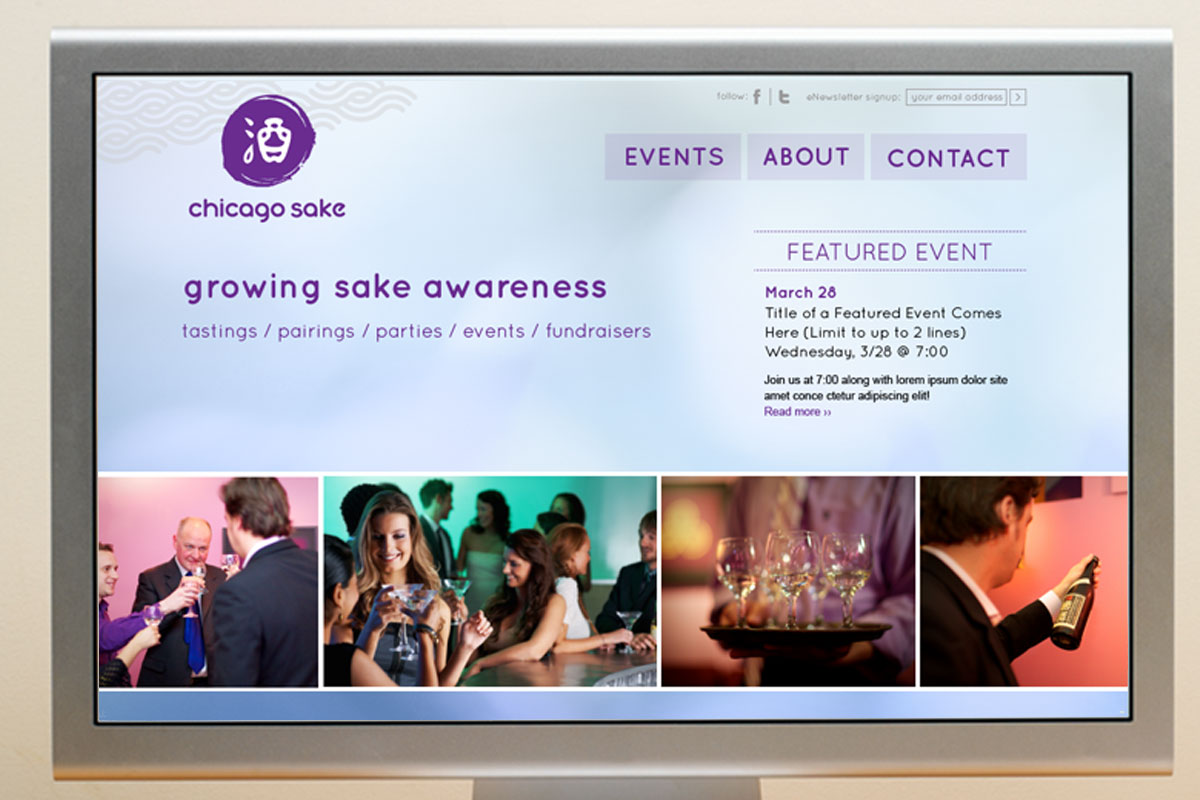 酒
chicago sake
follow:
eNewsletter signup: your email address >
EVENTS ABOUT CONTACT
growing sake awareness
tastings / pairings / parties / events / fundraisers
FEATURED EVENT
March 28
Title of a Featured Event Comes
Here (Limit to up to 2 lines)
Wednesday, 3/28 @ 7:00
Join us at 7:00 along with lorem ipsum dolor site
amet conce ctetur adipiscing elit!
Read more ››